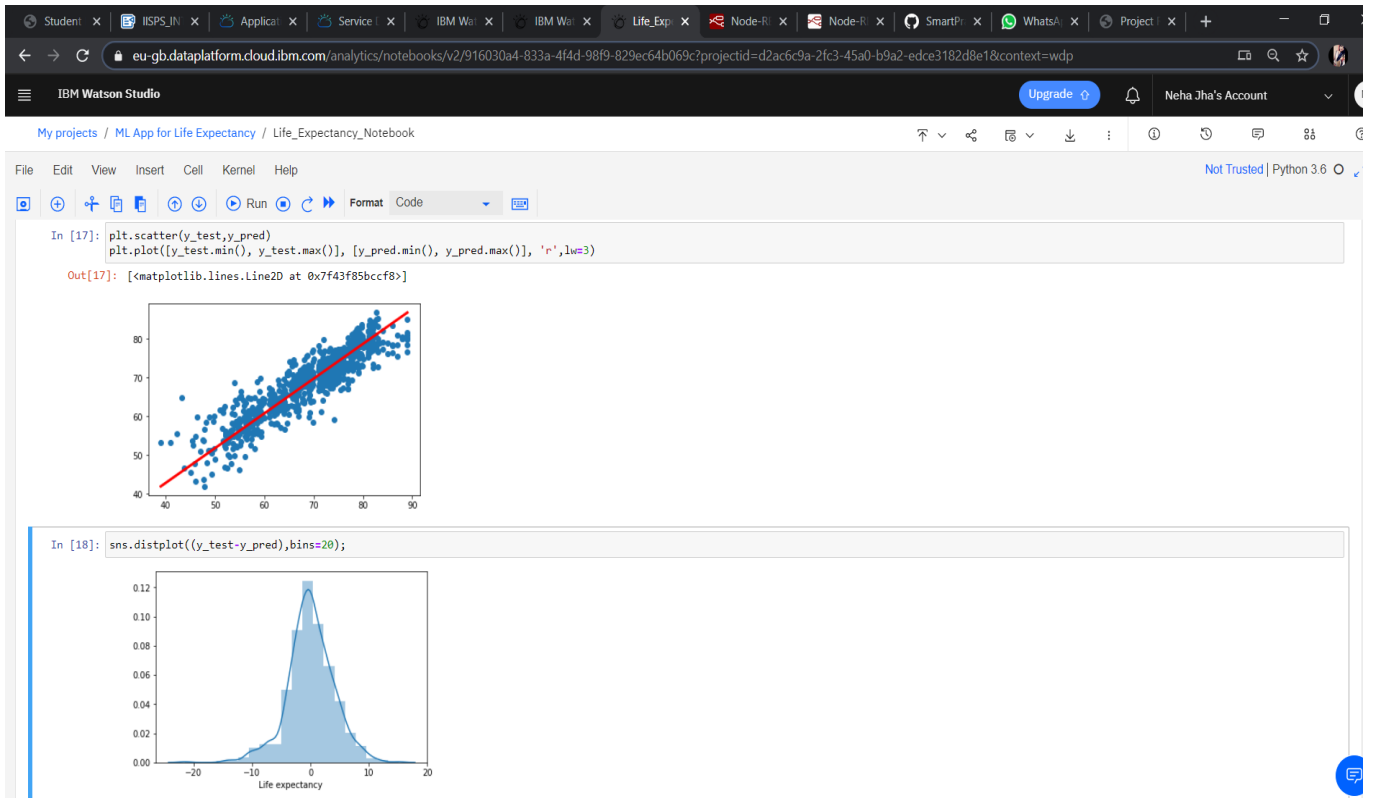 Student
IISPS_IN
Applicat
Service
IBM Wat
IBM Wat
Life_Exp
Node-R
Node-R
SmartPr
WhatsA
Project
eu-gb.dataplatform.cloud.ibm.com/analytics/notebooks/v2/916030a4-833a-4f4d-98f9-829ec64b069c?projectid=d2ac6c9a-2fc3-45a0-b9a2-edce3182d8e1&context=wdp
IBM Watson Studio
Upgrade
Neha Jha's Account
My projects / ML App for Life Expectancy / Life_Expectancy_Notebook
File Edit View Insert Cell Kernel Help
Not Trusted | Python 3.6
Run
Format
Code
In [17]: plt.scatter(y_test,y_pred)
plt.plot([y_test.min(), y_test.max()], [y_pred.min(), y_pred.max()], 'r',lw=3)
Out[17]: [<matplotlib.lines.Line2D at 0x7f43f85bccf8>]
80
70
60
50
40
40 50 60 70 80 90
In [18]: sns.distplot((y_test-y_pred),bins=20);
0.12
0.10
0.08
0.06
0.04
0.02
0.00
−20 −10 0 10 20
Life expectancy